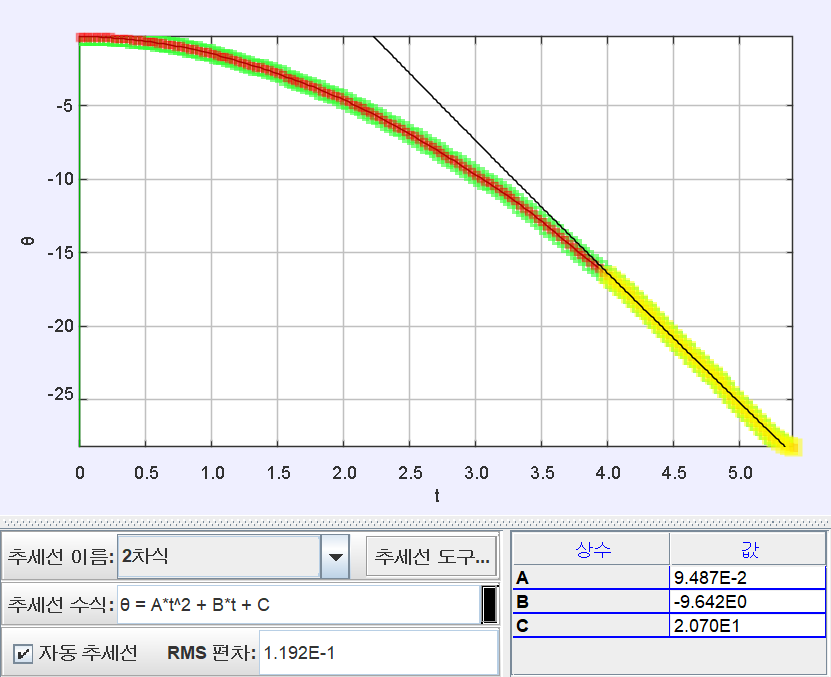 -5
-10
θ
-15
-20
-25
0 0.5 1.0 1.5 2.0 2.5 3.0 3.5 4.0 4.5 5.0
t
추세선 이름: 2차식 추세선 도구...
추세선 수식: θ = A*t^2 + B*t + C
자동 추세선 RMS 편차: 1.192E-1
상수 값
A 9.487E-2
B -9.642E0
C 2.070E1